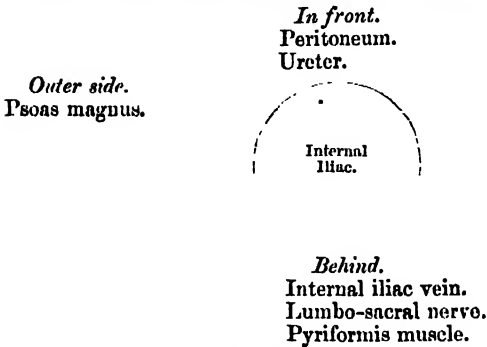 In front.
Peritoneum.
Ureter.
Outer side.
Psoas magnus.
Internal
Iliac.
Behind.
Internal iliac vein.
Lumbo-sacral nerve.
Pyriformis muscle.